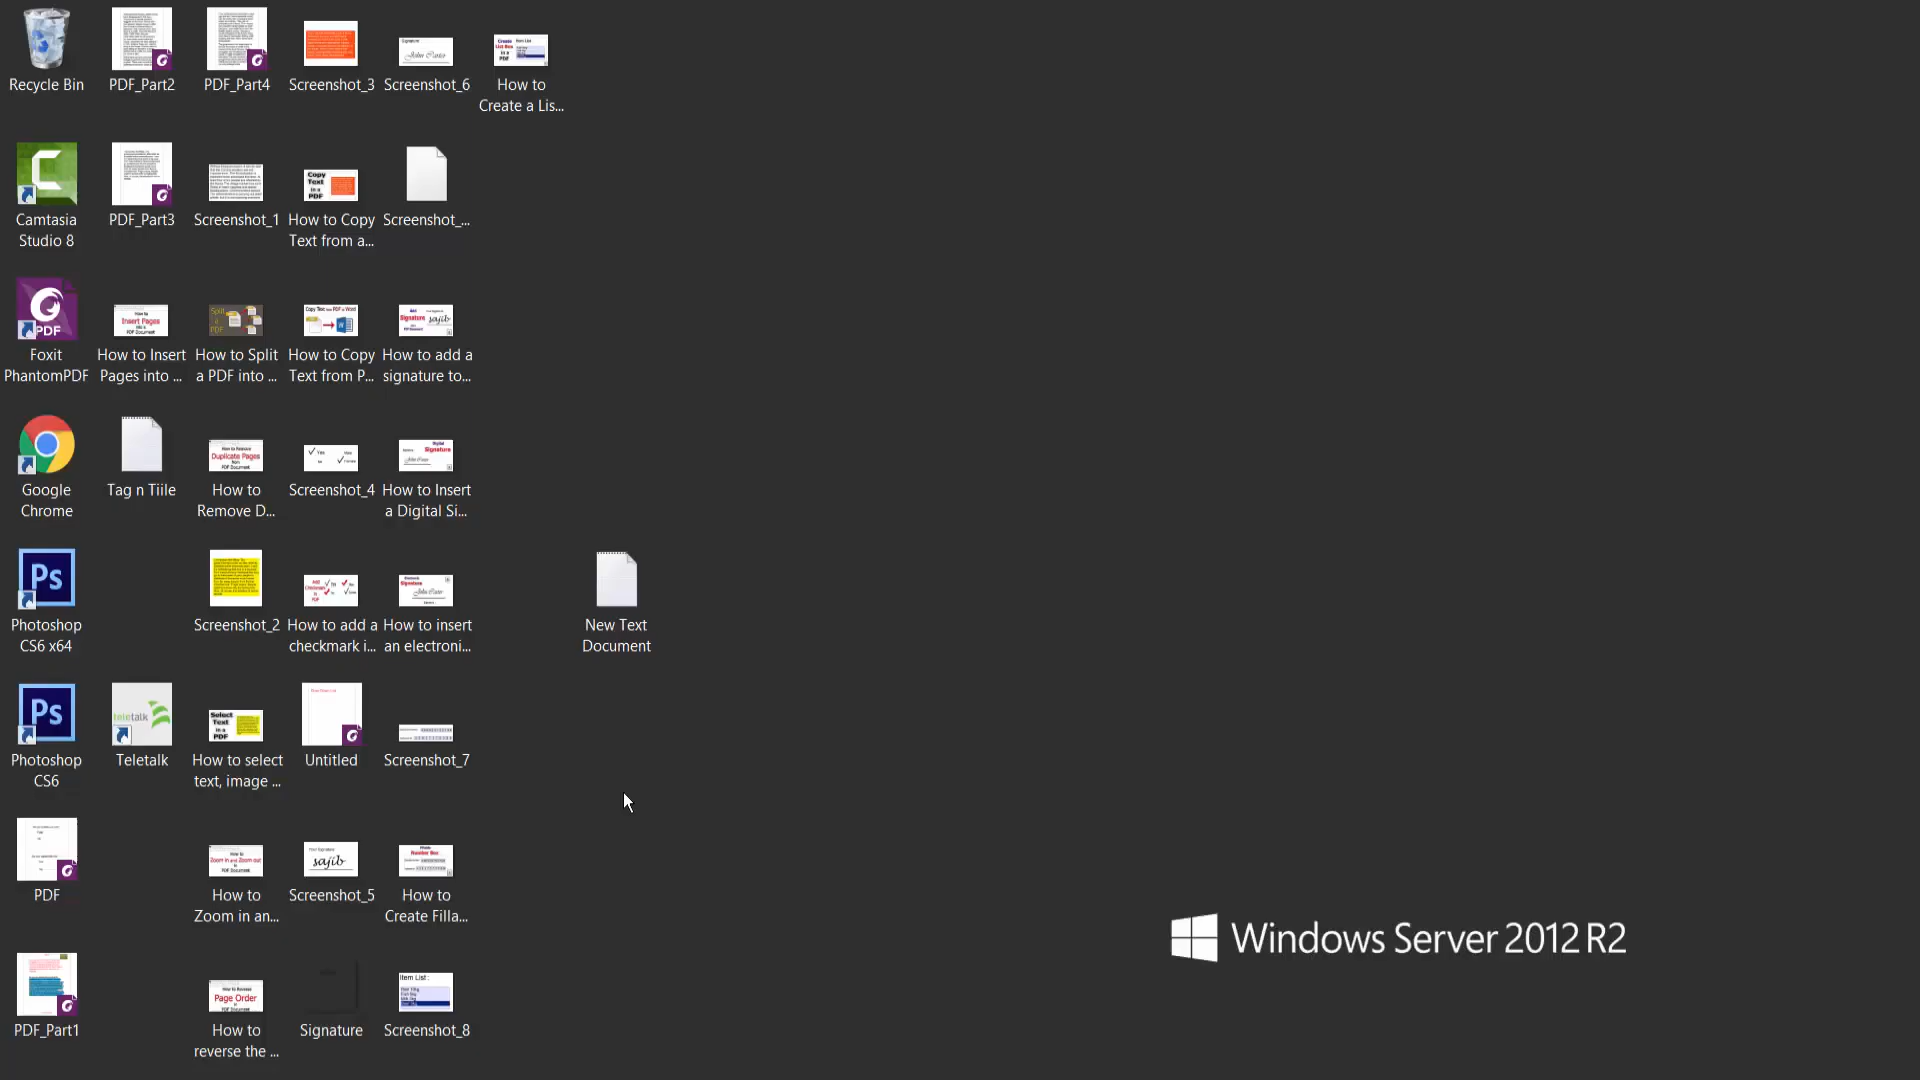 Recycle Bin
PDF_Part2
PDF_Part4
Screenshot_3
Screenshot_6
How to
Create a Lis...
Camtasia
Studio 8
PDF_Part3
Screenshot_1
How to Copy
Text from a...
Screenshot_...
Foxit
PhantomPDF
How to Insert
Pages into ...
How to Split
a PDF into ...
How to Copy
Text from P...
How to add a
signature to...
Google
Chrome
Tag n Tiile
How to
Remove D...
Screenshot_4
How to Insert
a Digital Si...
Photoshop
CS6 x64
Screenshot_2
How to add a
checkmark i...
How to insert
an electroni...
New Text
Document
Photoshop
CS6
Teletalk
How to select
text, image ...
Untitled
Screenshot_7
PDF
How to
Zoom in an...
Screenshot_5
How to
Create Filla...
PDF_Part1
How to
reverse the ...
Signature
Screenshot_8
Windows Server 2012 R2